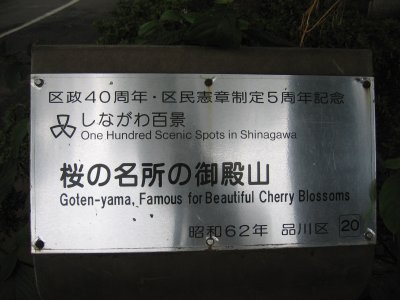 区政40周年・区民憲章制定5周年記念
しながわ百景
One Hundred Scenic Spots in Shinagawa
桜の名所の御殿山
Goten-yama, Famous for Beautiful Cherry Blossoms
昭和62年 品川区 20